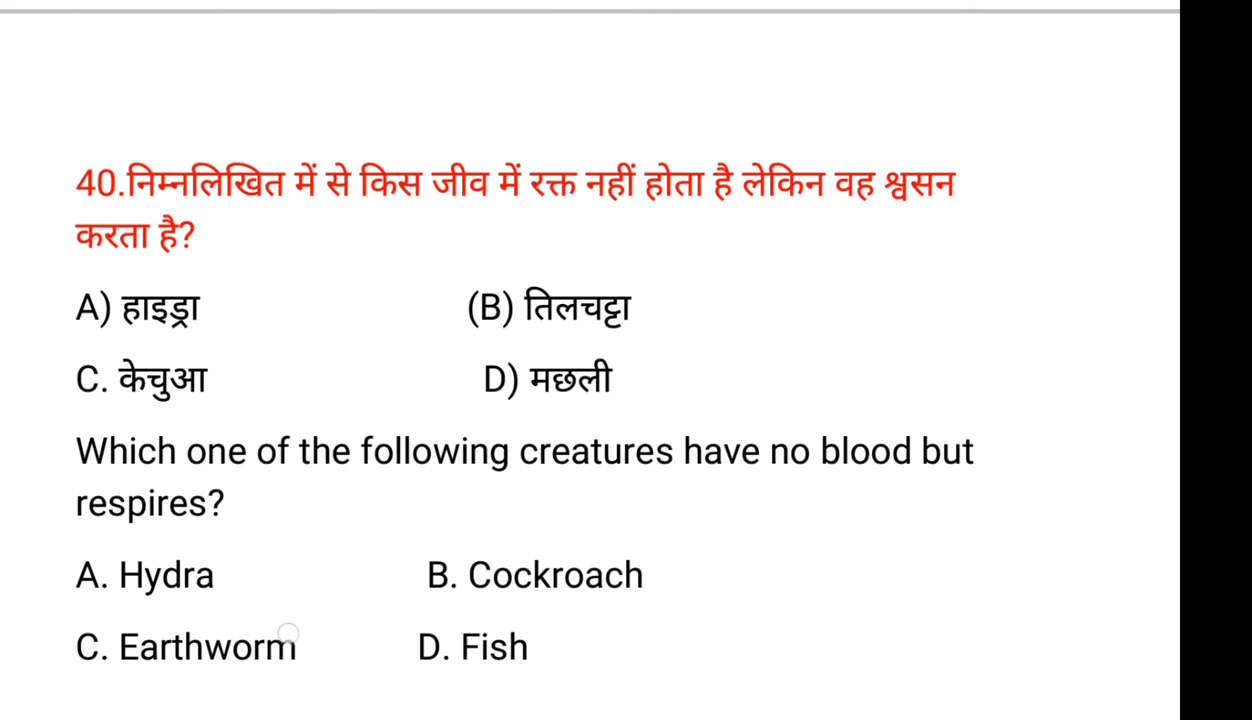 40.निम्नलिखित में से किस जीव में रक्त नहीं होता है लेकिन वह श्वसन
करता है?
A) हाइड्रा (B) तिलचट्टा
C. केचुआ D) मछली
Which one of the following creatures have no blood but
respires?
A. Hydra B. Cockroach
C. Earthworm D. Fish